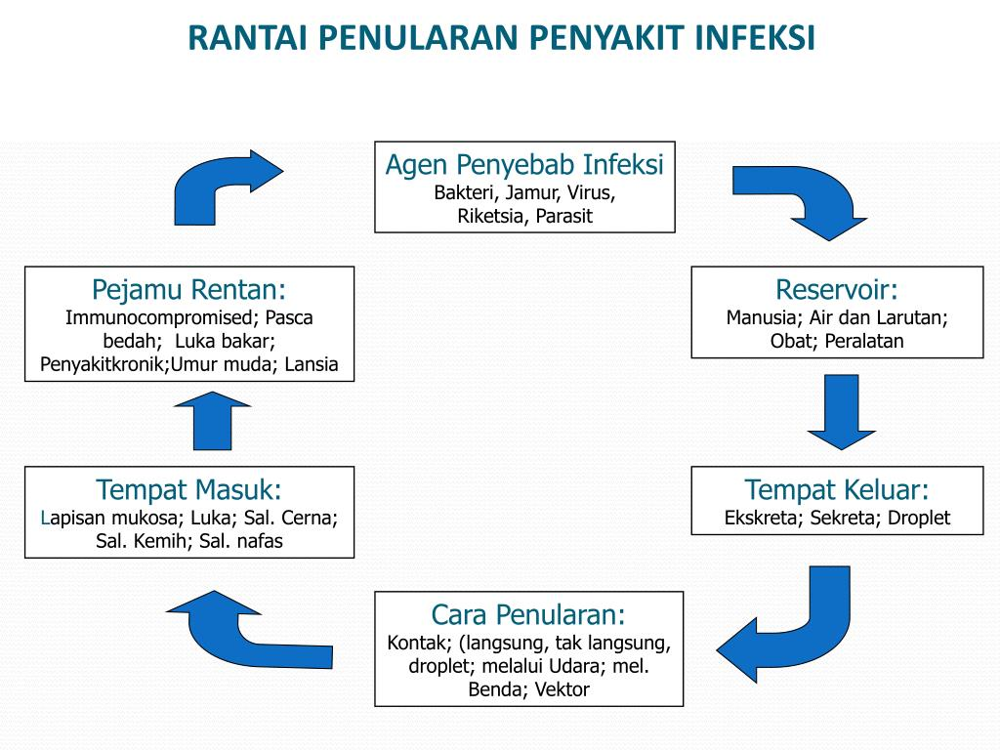 RANTAI PENULARAN PENYAKIT INFEKSI
Agen Penyebab Infeksi
Bakteri, Jamur, Virus,
Riketsia, Parasit
Reservoir:
Manusia; Air dan Larutan;
Obat; Peralatan
Tempat Keluar:
Ekskreta; Sekreta; Droplet
Cara Penularan:
Kontak; (langsung, tak langsung,
droplet; melalui Udara; mel.
Benda; Vektor
Tempat Masuk:
Lapisan mukosa; Luka; Sal. Cerna;
Sal. Kemih; Sal. nafas
Pejamu Rentan:
Immunocompromised; Pasca
bedah;  Luka bakar;
Penyakitkronik;Umur muda; Lansia